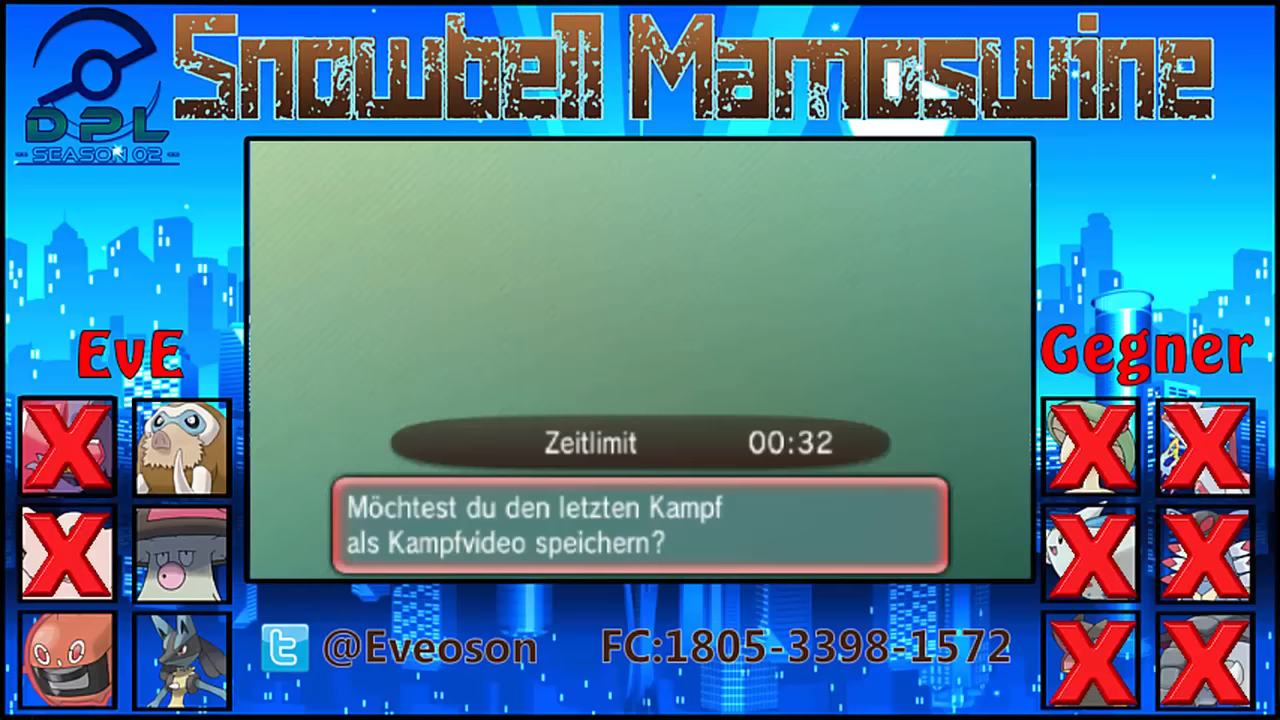 Snowbell Mamoswine
DPL
SEASON 02
EvE
Gegner
Zeitlimit 00:32
Möchtest du den letzten Kampf
als Kampfvideo speichern?
@Eveoson FC:1805-3398-1572